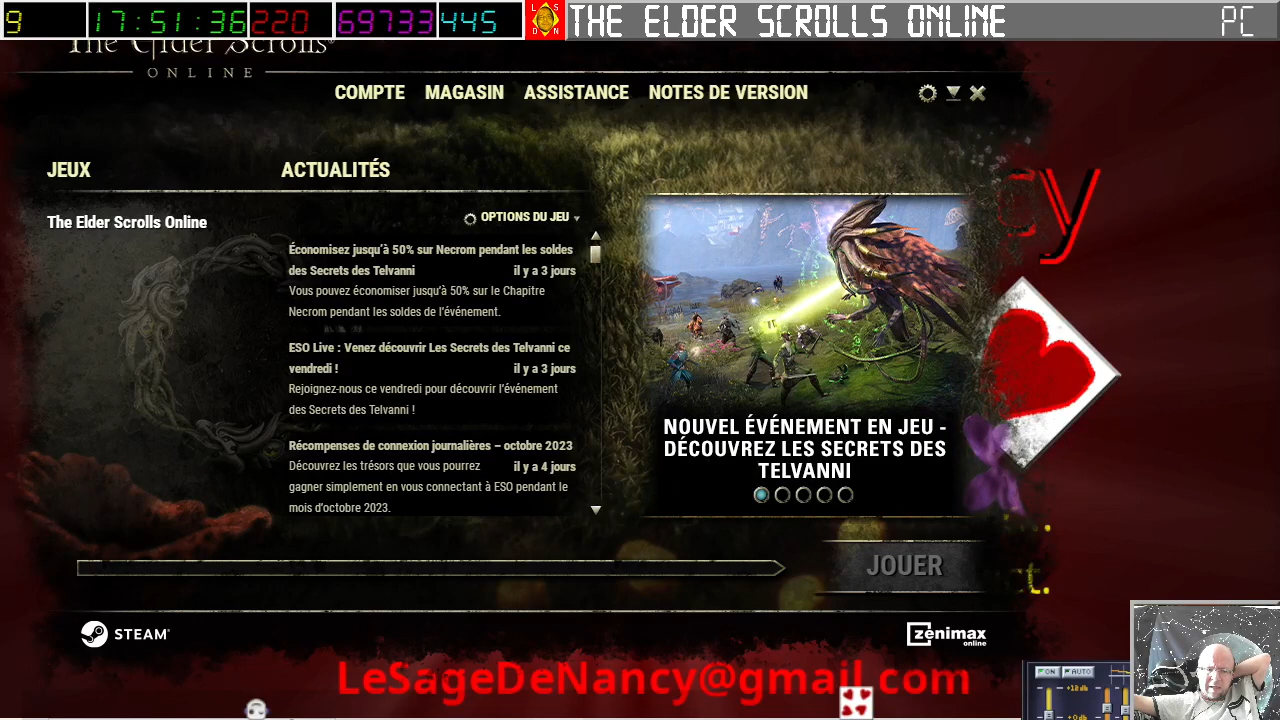 9 17:51:36 220 69733 445 L S D N THE ELDER SCROLLS ONLINE PC
The Elder Scrolls®
ONLINE
COMPTE MAGASIN ASSISTANCE NOTES DE VERSION
JEUX ACTUALITÉS
The Elder Scrolls Online
OPTIONS DU JEU
Économisez jusqu'à 50% sur Necrom pendant les soldes
des Secrets des Telvanni il y a 3 jours
Vous pouvez économiser jusqu'à 50% sur le Chapitre
Necrom pendant les soldes de l'événement.
ESO Live : Venez découvrir Les Secrets des Telvanni ce
vendredi ! il y a 3 jours
Rejoignez-nous ce vendredi pour découvrir l'événement
des Secrets des Telvanni !
Récompenses de connexion journalières – octobre 2023
Découvrez les trésors que vous pourrez il y a 4 jours
gagner simplement en vous connectant à ESO pendant le
mois d'octobre 2023.
NOUVEL ÉVÉNEMENT EN JEU -
DÉCOUVREZ LES SECRETS DES
TELVANNI
cy
t.
JOUER
STEAM
zenimax
online
LeSageDeNancy@gmail.com
ON AUTO
+12db
+0db